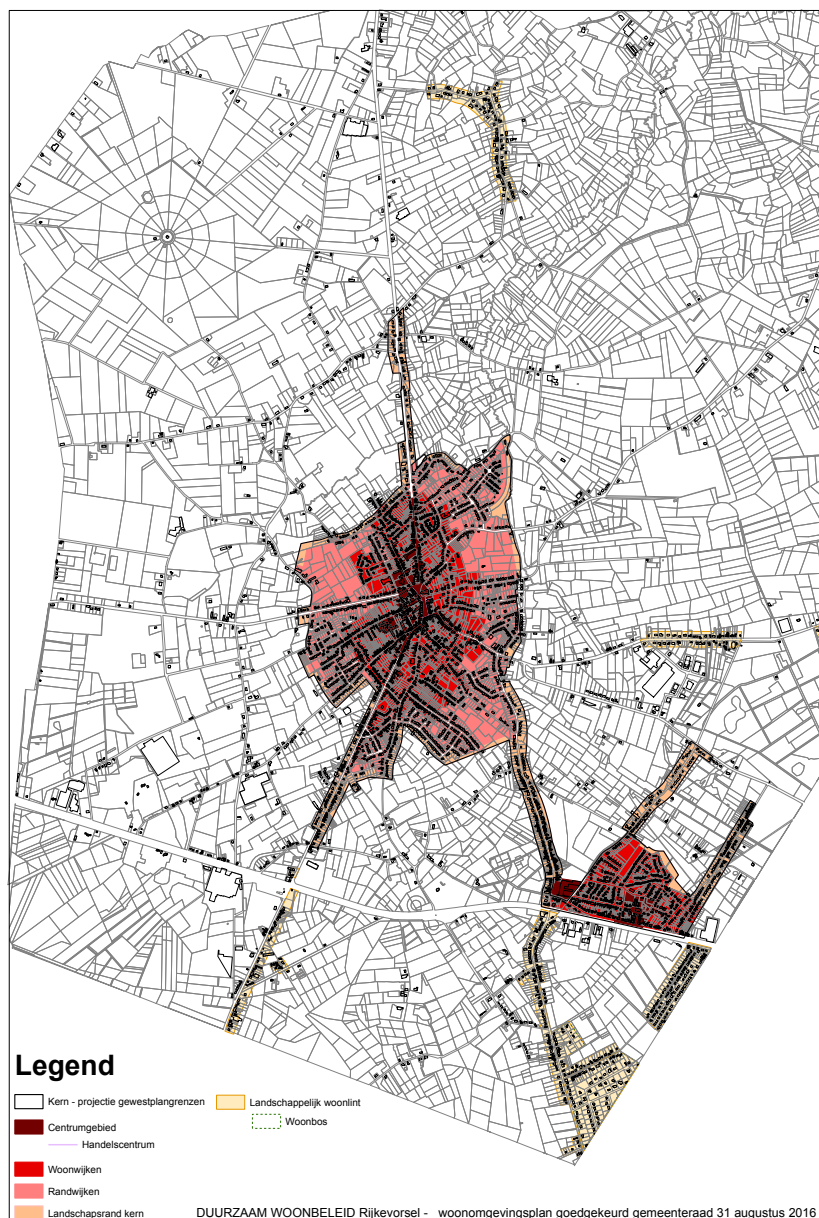 Legend
Kern - projectie gewestplangrenzen
Centrumgebied
Handelscentrum
Woonwijken
Randwijken
Landschapsrand kern
Landschappelijk woonlint
Woonbos
DUURZAAM WOONBELEID Rijkevorsel - woonomgevingsplan goedgekeurd gemeenteraad 31 augustus 2016